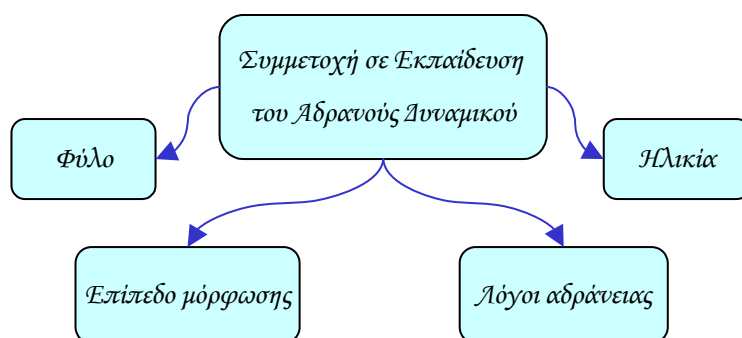 Συμμετοχή σε Εκπαίδευση
του Αδρανούς Δυναμικού
Φύλο
Ηλικία
Επίπεδο μόρφωσης
Λόγοι αδράνειας